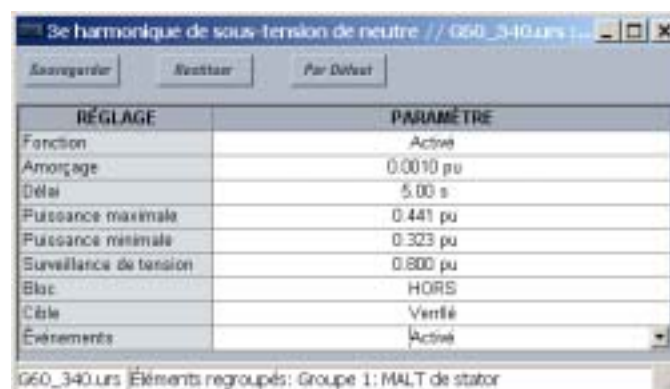 3e harmonique de sous-tension de neutre // G60_340.urs : ...
Sauvegarder Restituer Par Défaut
RÉGLAGE PARAMÈTRE
Fonction Activé
Amorçage 0.0010 pu
Délai 5.00 s
Puissance maximale 0.441 pu
Puissance minimale 0.323 pu
Surveillance de tension 0.800 pu
Bloc HORS
Cible Verrllé
Événements Activé
G60_340.urs Éléments regroupés: Groupe 1: MALT de stator